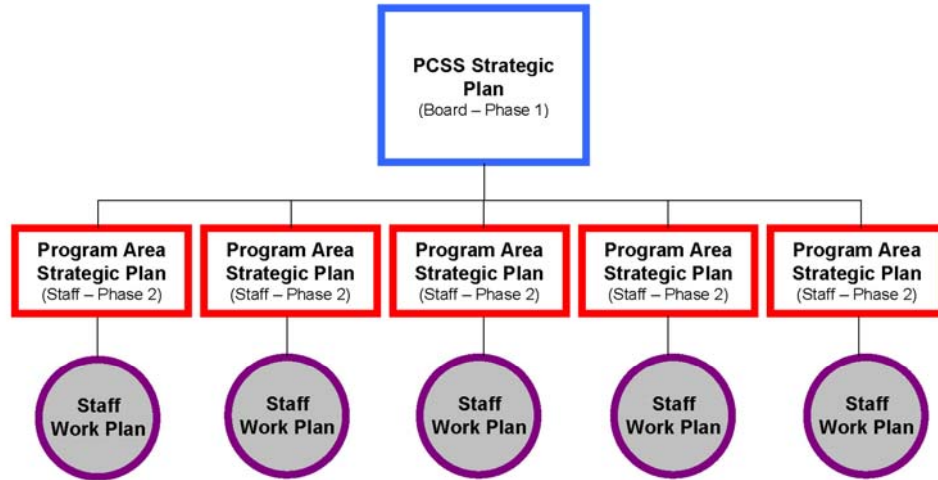 PCSS Strategic
Plan
(Board – Phase 1)
Program Area
Strategic Plan
(Staff – Phase 2)
Program Area
Strategic Plan
(Staff – Phase 2)
Program Area
Strategic Plan
(Staff – Phase 2)
Program Area
Strategic Plan
(Staff – Phase 2)
Program Area
Strategic Plan
(Staff – Phase 2)
Staff
Work Plan
Staff
Work Plan
Staff
Work Plan
Staff
Work Plan
Staff
Work Plan